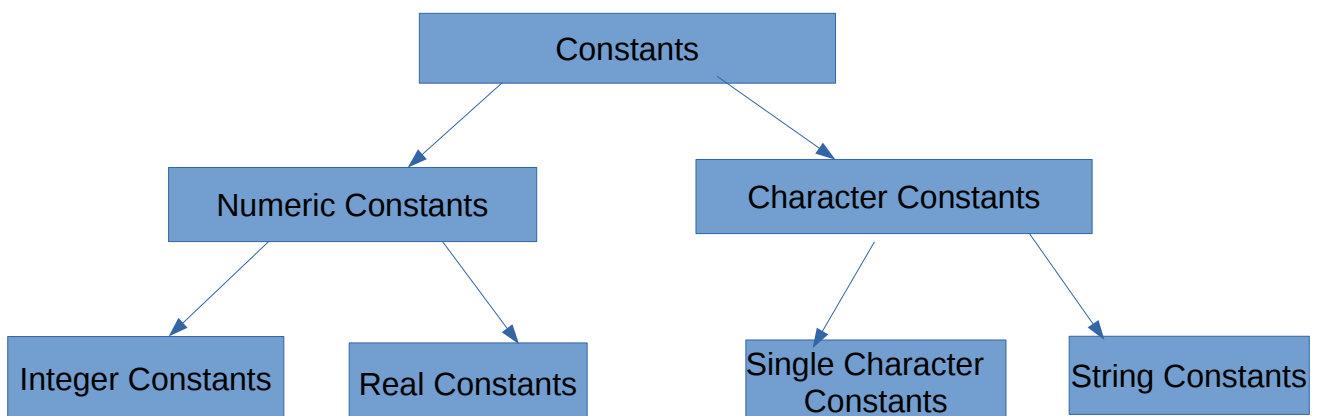 Constants
Numeric Constants
Character Constants
Integer Constants
Real Constants
Single Character
Constants
String Constants